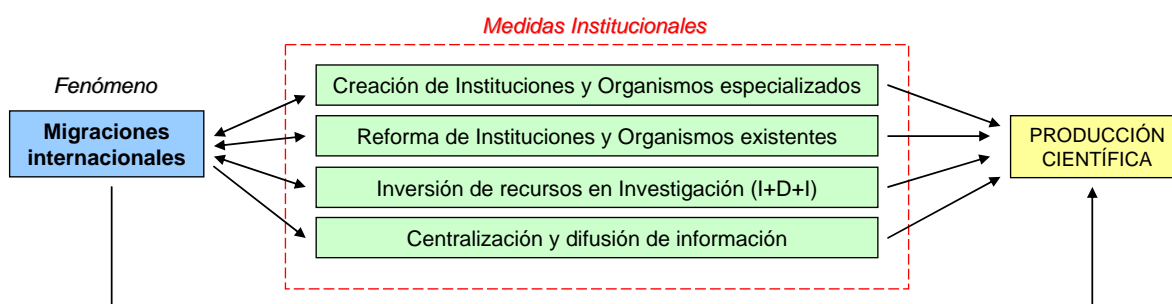 Medidas Institucionales
Fenómeno
Migraciones
internacionales
Creación de Instituciones y Organismos especializados
Reforma de Instituciones y Organismos existentes
Inversión de recursos en Investigación (I+D+I)
Centralización y difusión de información
PRODUCCIÓN
CIENTÍFICA